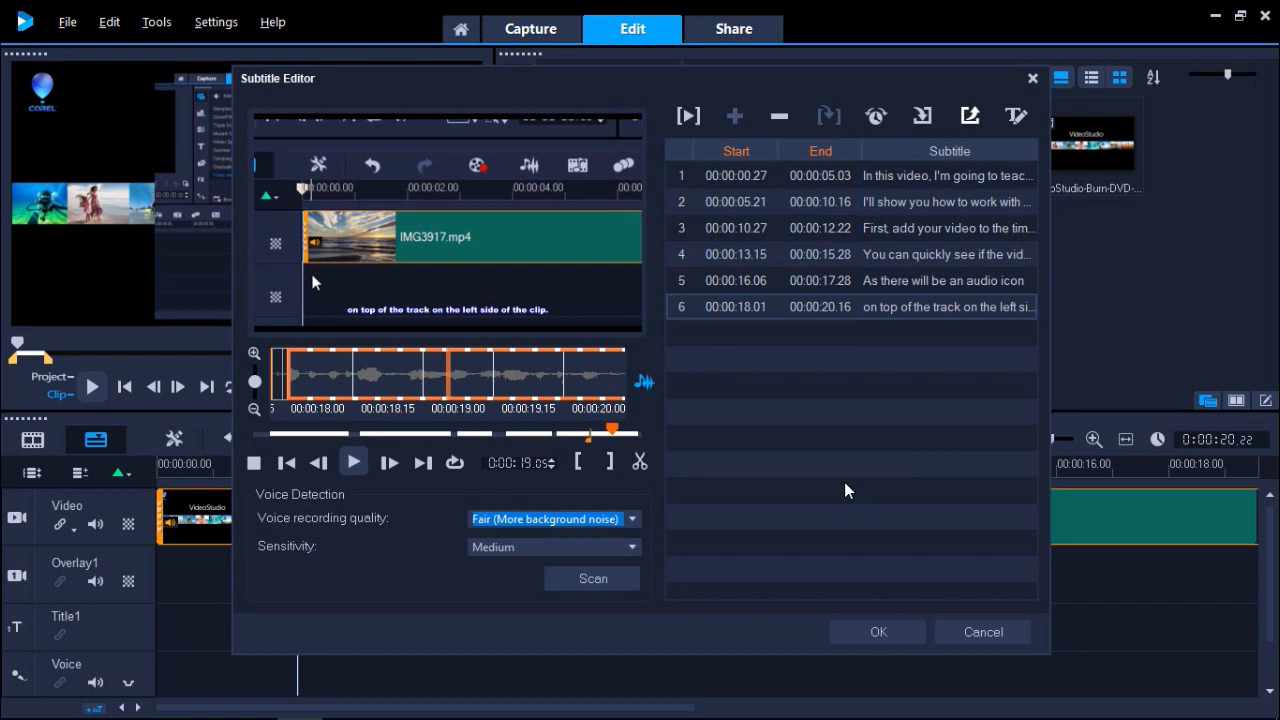 File Edit Tools Settings Help
Capture Edit Share
Subtitle Editor
COREL
Capture
00:00:00.00 00:00:02.00 00:00:04.00
IMG3917.mp4
on top of the track on the left side of the clip.
00:00:18.00 00:00:18.15 00:00:19.00 00:00:19.15 00:00:20.00
0:00:19.05
Voice Detection
Voice recording quality: Fair (More background noise)
Sensitivity: Medium
Scan
Start End Subtitle
1 00:00:00.27 00:00:05.03 In this video, I'm going to teac...
2 00:00:05.21 00:00:10.16 I'll show you how to work with ...
3 00:00:10.27 00:00:12.22 First, add your video to the tim...
4 00:00:13.15 00:00:15.28 You can quickly see if the vid...
5 00:00:16.06 00:00:17.28 As there will be an audio icon
6 00:00:18.01 00:00:20.16 on top of the track on the left si...
OK Cancel
VideoStudio
oStudio-Burn-DVD-...
Project
Clip
0:00:20.22
00:00:00.00 00:00:16.00 00:00:18.00
Video
VideoStudio
Overlay1
Title1
Voice